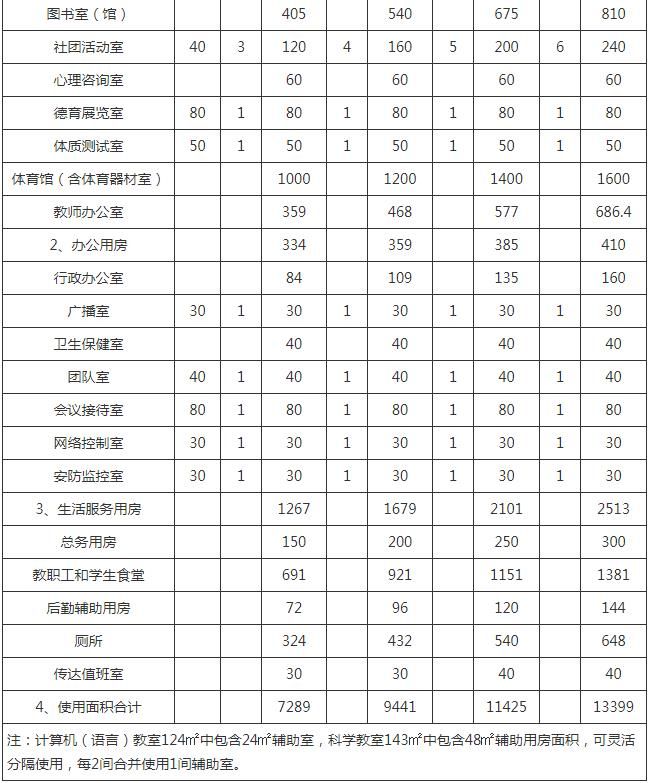 图书室（馆） 405 540 675 810
社团活动室 40 3 120 4 160 5 200 6 240
心理咨询室 60 60 60 60
德育展览室 80 1 80 1 80 1 80 1 80
体质测试室 50 1 50 1 50 1 50 1 50
体育馆（含体育器材室） 1000 1200 1400 1600
教师办公室 359 468 577 686.4
2、办公用房 334 359 385 410
行政办公室 84 109 135 160
广播室 30 1 30 1 30 1 30 1 30
卫生保健室 40 40 40 40
团队室 40 1 40 1 40 1 40 1 40
会议接待室 80 1 80 1 80 1 80 1 80
网络控制室 30 1 30 1 30 1 30 1 30
安防监控室 30 1 30 1 30 1 30 1 30
3、生活服务用房 1267 1679 2101 2513
总务用房 150 200 250 300
教职工和学生食堂 691 921 1151 1381
后勤辅助用房 72 96 120 144
厕所 324 432 540 648
传达值班室 30 30 40 40
4、使用面积合计 7289 9441 11425 13399
注：计算机（语言）教室124㎡中包含24㎡辅助室，科学教室143㎡中包含48㎡辅助用房面积，可灵活
分隔使用，每2间合并使用1间辅助室。